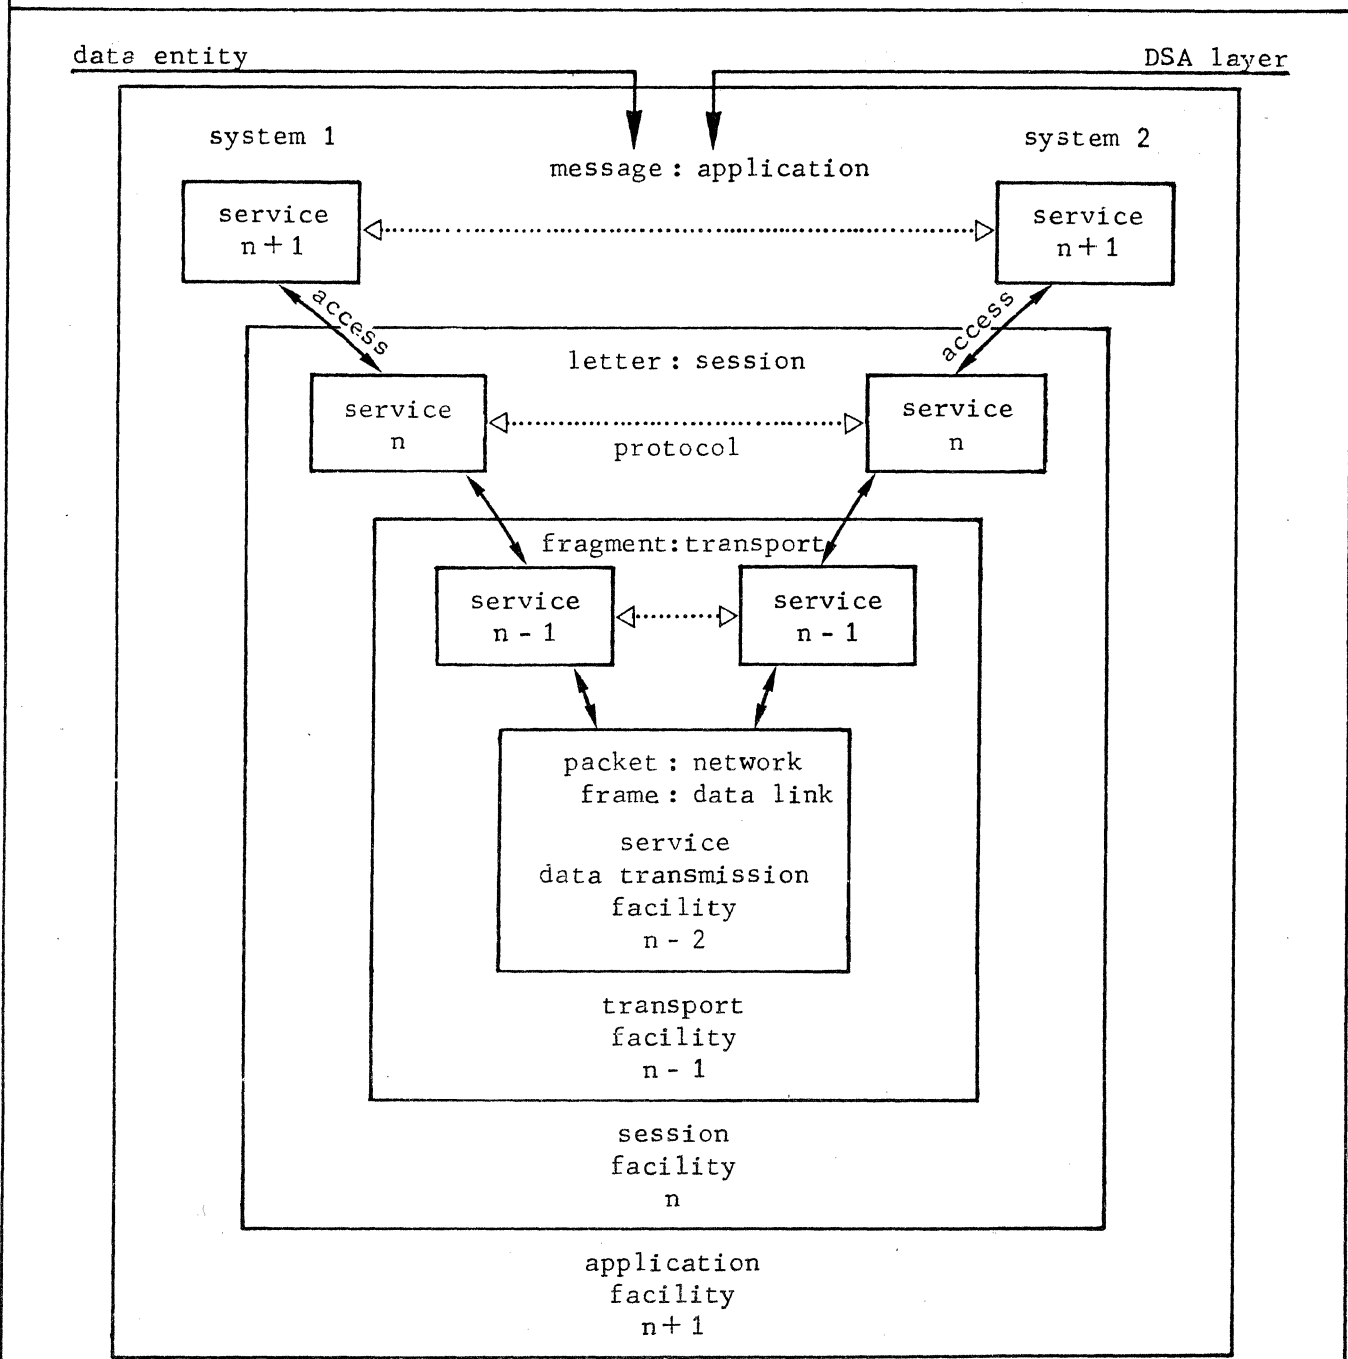 data entity
DSA layer
system 1
system 2
message : application
service
n + 1
service
n + 1
access
access
letter : session
service
n
service
n
protocol
fragment:transport
service
n - 1
service
n - 1
packet : network
frame : data link
service
data transmission
facility
n - 2
transport
facility
n - 1
session
facility
n
application
facility
n + 1